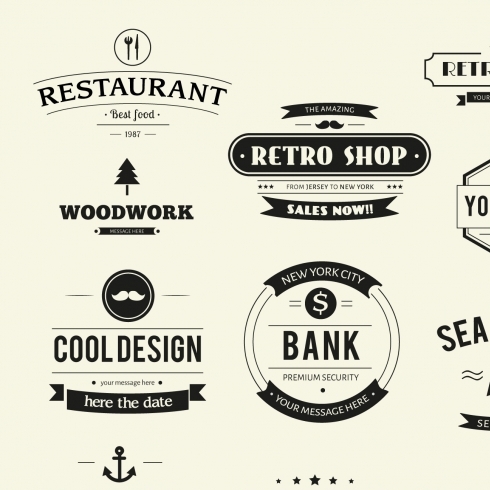 RESTAURANT
• Best food •
1987
WOODWORK
MESSAGE HERE
THE AMAZING
• RETRO SHOP •
FROM JERSEY TO NEW YORK
SALES NOW!!
RETR
YOUR
YO
COOL DESIGN
• your message here •
here the date
NEW YORK CITY
$
BANK
PREMIUM SECURITY
• YOUR MESSAGE HERE •
SEA
SE